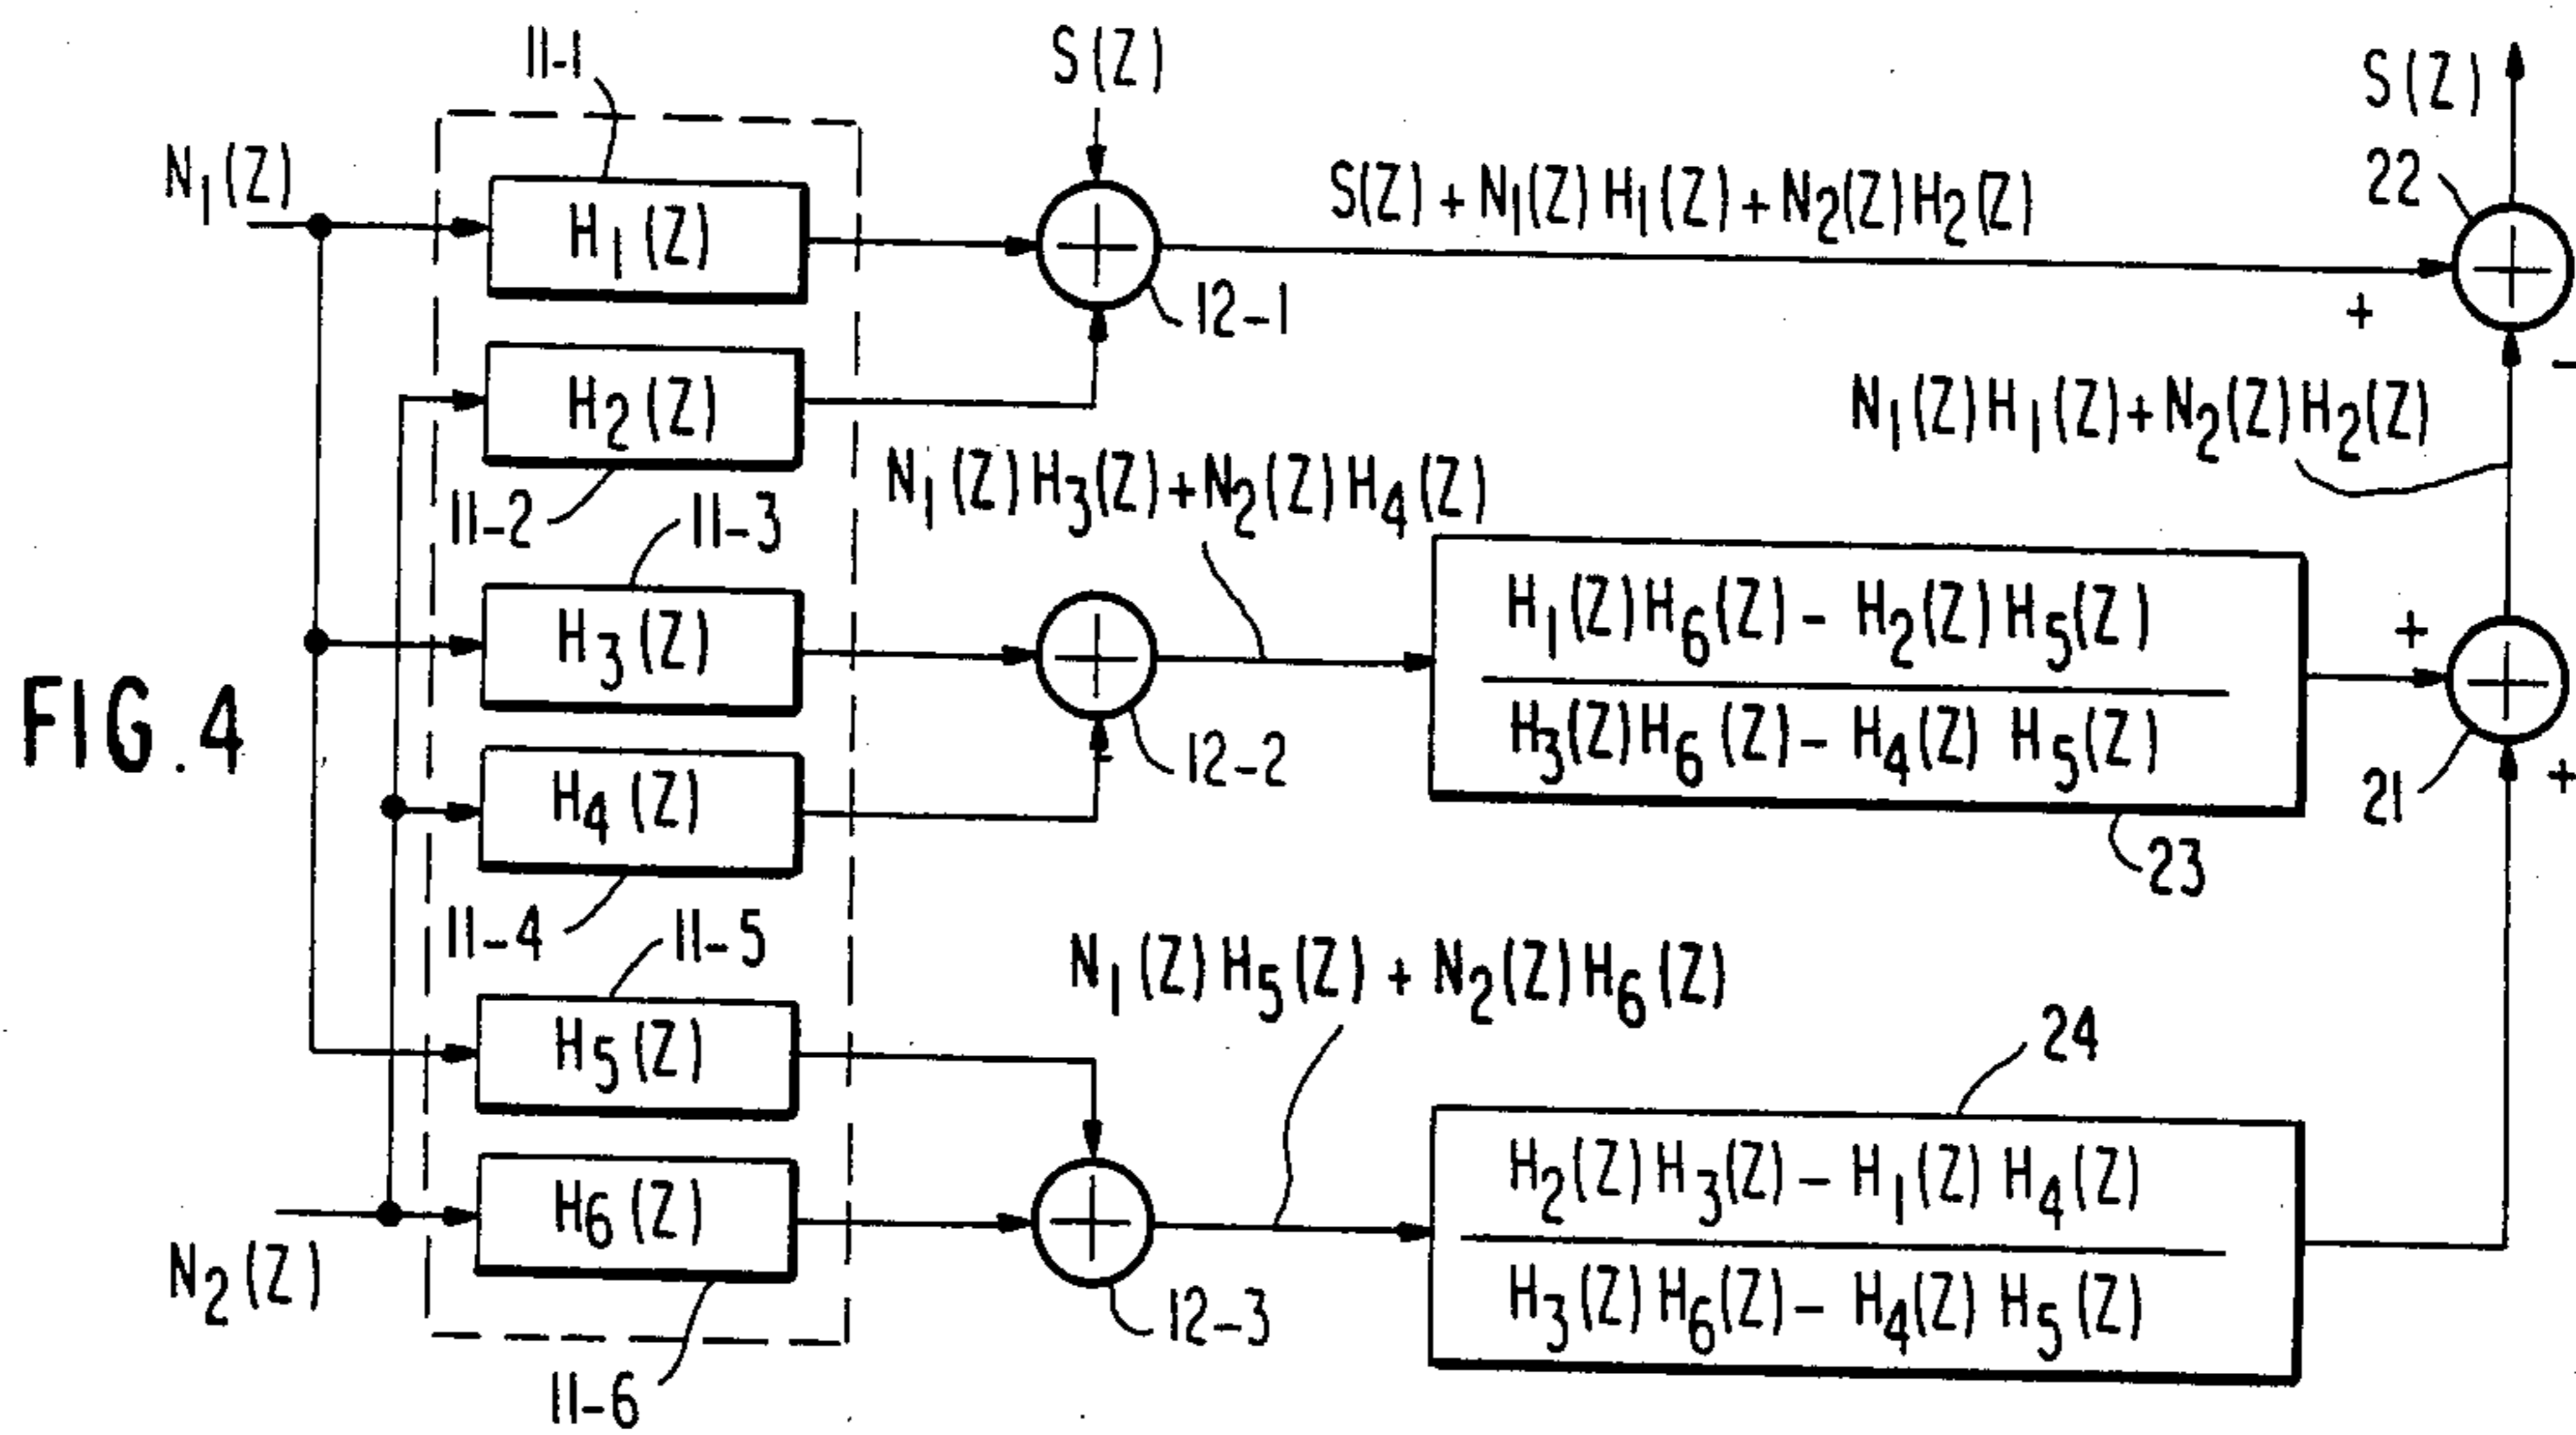 11-1
S(Z)
S(Z)
N1(Z)
H1(Z)
S(Z) + N1(Z) H1(Z) + N2(Z) H2(Z)
22
12-1
+
-
H2(Z)
N1(Z) H1(Z) + N2(Z) H2(Z)
11-2
11-3
N1(Z) H3(Z) + N2(Z) H4(Z)
H3(Z)
H1(Z) H6(Z) - H2(Z) H5(Z)
H3(Z) H6(Z) - H4(Z) H5(Z)
+
FIG. 4
12-2
21
+
H4(Z)
23
11-4
11-5
N1(Z) H5(Z) + N2(Z) H6(Z)
H5(Z)
24
H6(Z)
H2(Z) H3(Z) - H1(Z) H4(Z)
H3(Z) H6(Z) - H4(Z) H5(Z)
N2(Z)
12-3
11-6